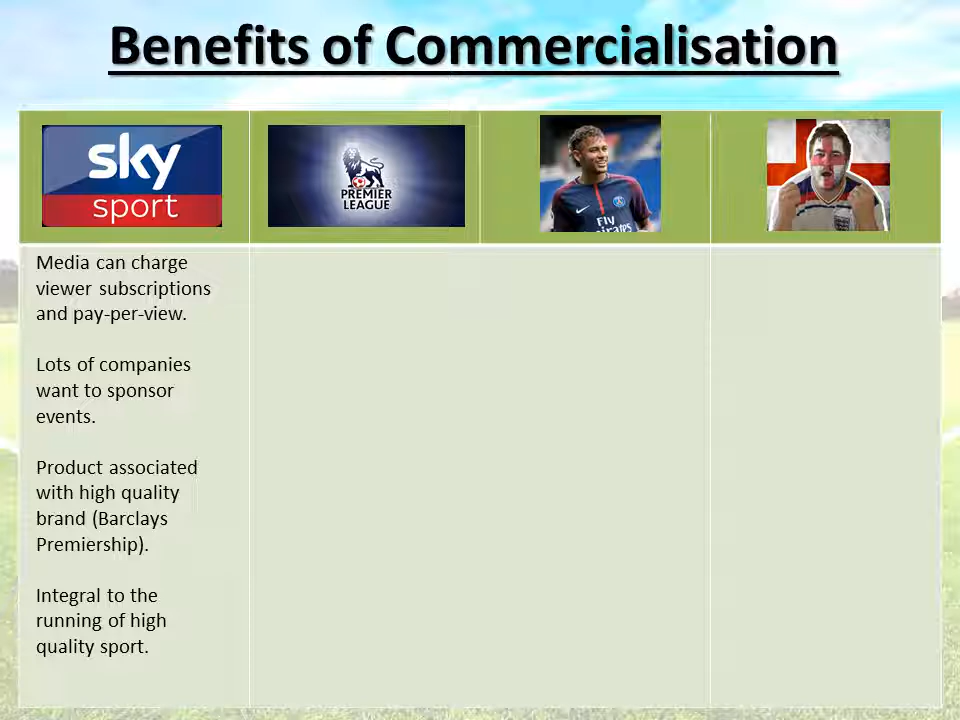 Benefits of Commercialisation
sky
sport
PREMIER
LEAGUE
Fly
Emirates
Media can charge
viewer subscriptions
and pay-per-view.
Lots of companies
want to sponsor
events.
Product associated
with high quality
brand (Barclays
Premiership).
Integral to the
running of high
quality sport.